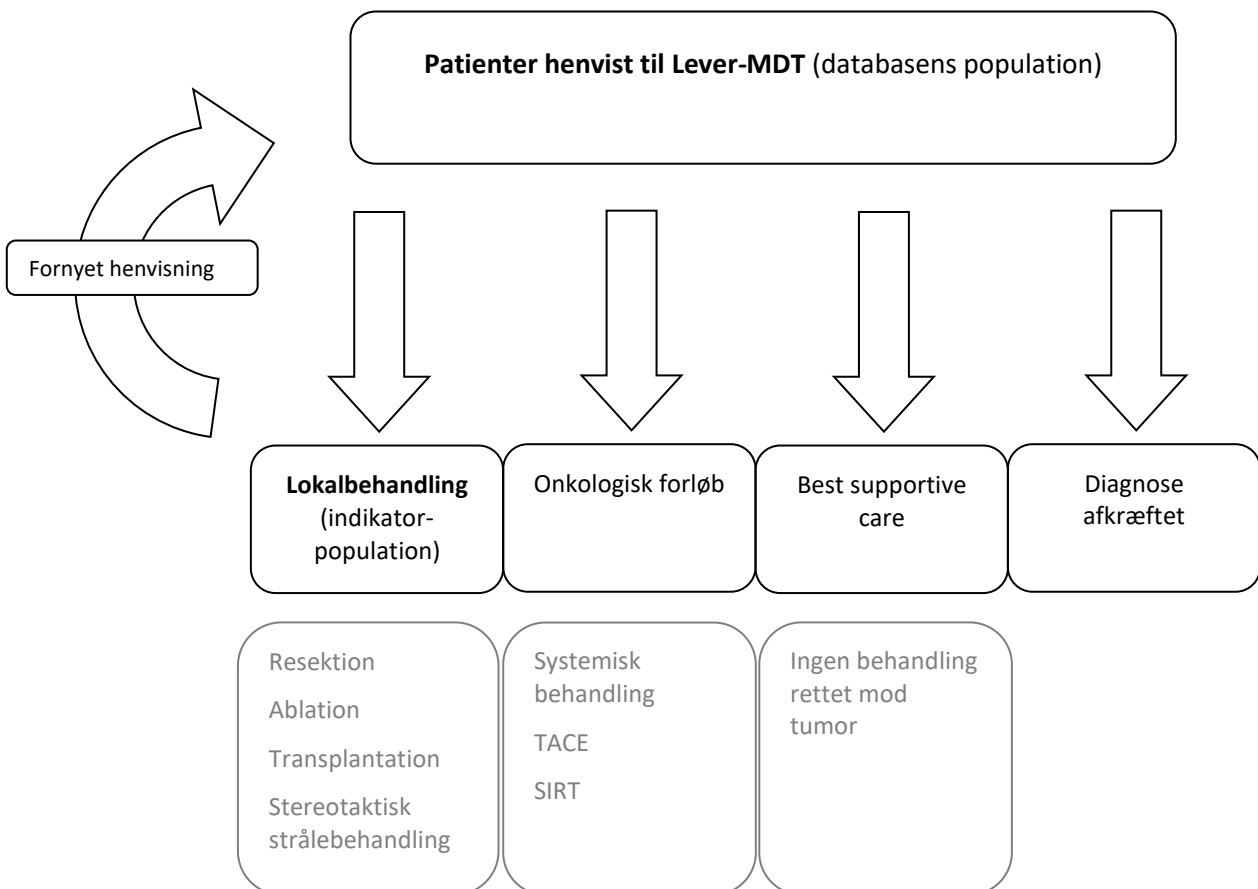 Patienter henvist til Lever-MDT (databasens population)
Fornyet henvisning
Lokalbehandling
(indikator-
population)
Onkologisk forløb
Best supportive
care
Diagnose
afkræftet
Resektion
Ablation
Transplantation
Stereotaktisk
strålebehandling
Systemisk
behandling
TACE
SIRT
Ingen behandling
rettet mod
tumor